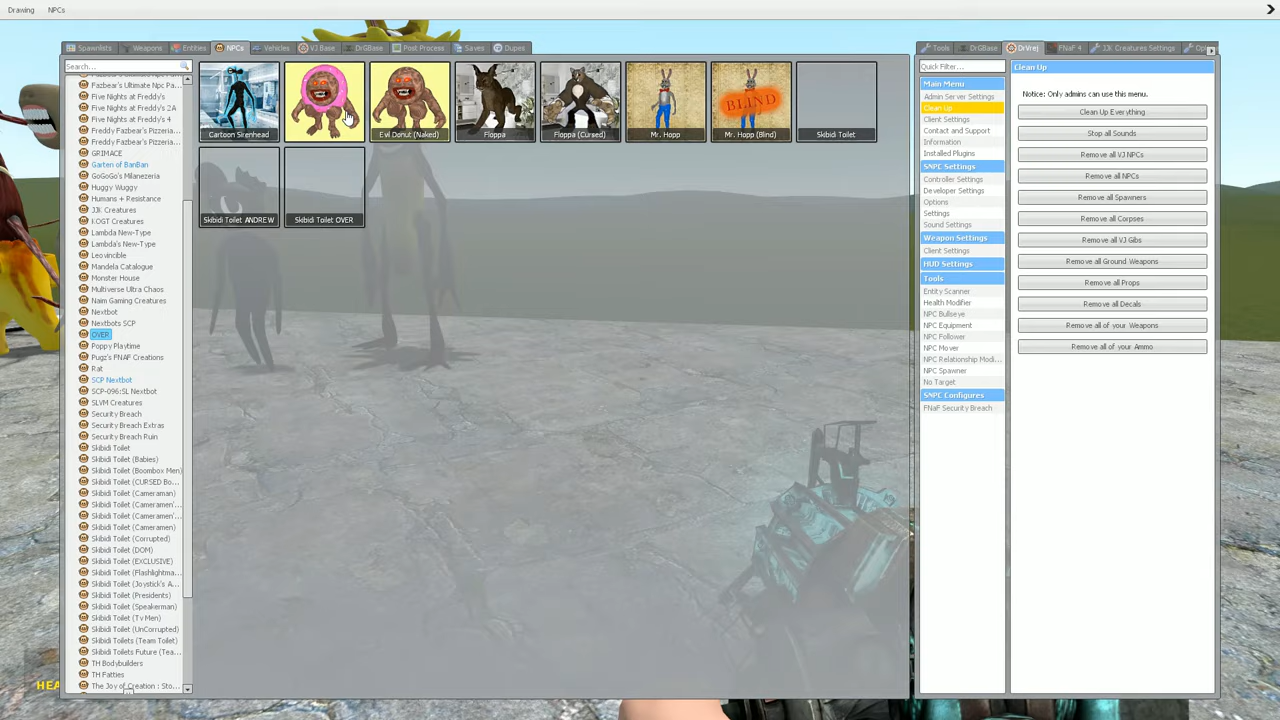 Drawing NPCs
Spawnlists Weapons Entities NPCs Vehicles VJ Base DrGBase Post Process Saves Dupes
Search...
Fazbear's Ultimate Npc Pa...
Five Nights at Freddy's
Five Nights at Freddy's 2A
Five Nights at Freddy's 4
Freddy Fazbear's Pizzeria...
Freddy Fazbear's Pizzeria...
GRIMACE
Garten of BanBan
GoGoGo's Milanezeria
Huggy Wuggy
Humans + Resistance
JJK Creatures
KOGT Creatures
Lambda New-Type
Lambda's New-Type
Leovincible
Mandela Catalogue
Monster House
Multiverse Ultra Chaos
Naim Gaming Creatures
Nextbot
Nextbots SCP
OVER
Poppy Playtime
Pugz's FNAF Creations
Rat
SCP Nextbot
SCP-096:SL Nextbot
SLVM Creatures
Security Breach
Security Breach Extras
Security Breach Ruin
Skibidi Toilet
Skibidi Toilet (Babies)
Skibidi Toilet (Boombox Men)
Skibidi Toilet (CURSED Bo...
Skibidi Toilet (Cameraman)
Skibidi Toilet (Cameramen'...
Skibidi Toilet (Cameramen'...
Skibidi Toilet (Cameramen)
Skibidi Toilet (Corrupted)
Skibidi Toilet (DOM)
Skibidi Toilet (EXCLUSIVE)
Skibidi Toilet (Flashlightma...
Skibidi Toilet (Joystick's A...
Skibidi Toilet (Presidents)
Skibidi Toilet (Speakerman)
Skibidi Toilet (Tv Men)
Skibidi Toilet (UnCorrupted)
Skibidi Toilets (Team Toilet)
Skibidi Toilets Future (Tea...
TH Bodybuilders
TH Fatties
The Joy of Creation : Sto...
Cartoon Sirenhead
Evil Donut (Naked)
Floppa
Floppa (Cursed)
Mr. Hopp
BLIND
Mr. Hopp (Blind)
Skibidi Toilet
Skibidi Toilet ANDREW
Skibidi Toilet OVER
Tools DrGBase DrVrej FNaF 4 JJK Creatures Settings
Quick Filter...
Main Menu
Admin Server Settings
Clean Up
Client Settings
Contact and Support
Information
Installed Plugins
SNPC Settings
Controller Settings
Developer Settings
Options
Settings
Sound Settings
Weapon Settings
Client Settings
HUD Settings
Tools
Entity Scanner
Health Modifier
NPC Bullseye
NPC Equipment
NPC Follower
NPC Mover
NPC Relationship Modi...
NPC Spawner
No Target
SNPC Configures
FNaF Security Breach
Clean Up
Notice: Only admins can use this menu.
Clean Up Everything
Stop all Sounds
Remove all VJ NPCs
Remove all NPCs
Remove all Spawners
Remove all Corpses
Remove all VJ Gibs
Remove all Ground Weapons
Remove all Props
Remove all Decals
Remove all of your Weapons
Remove all of your Ammo